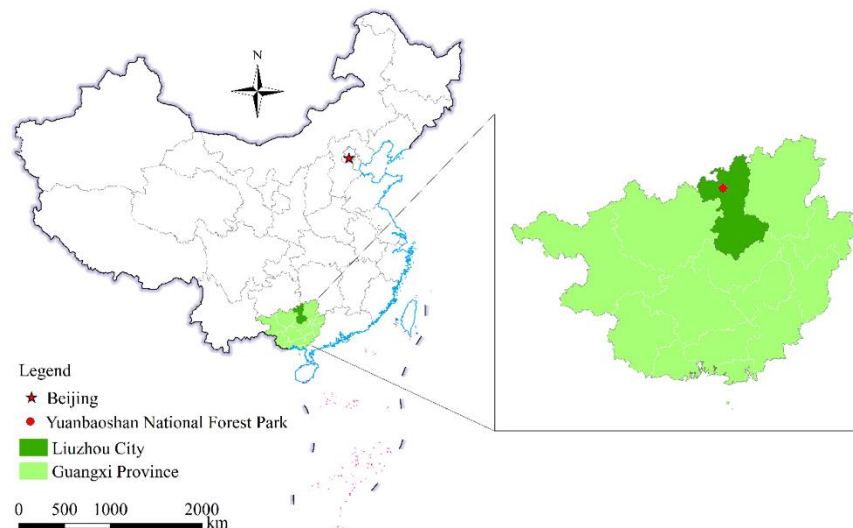 N
Legend
Beijing
Yuanbaoshan National Forest Park
Liuzhou City
Guangxi Province
0 500 1000 2000
km